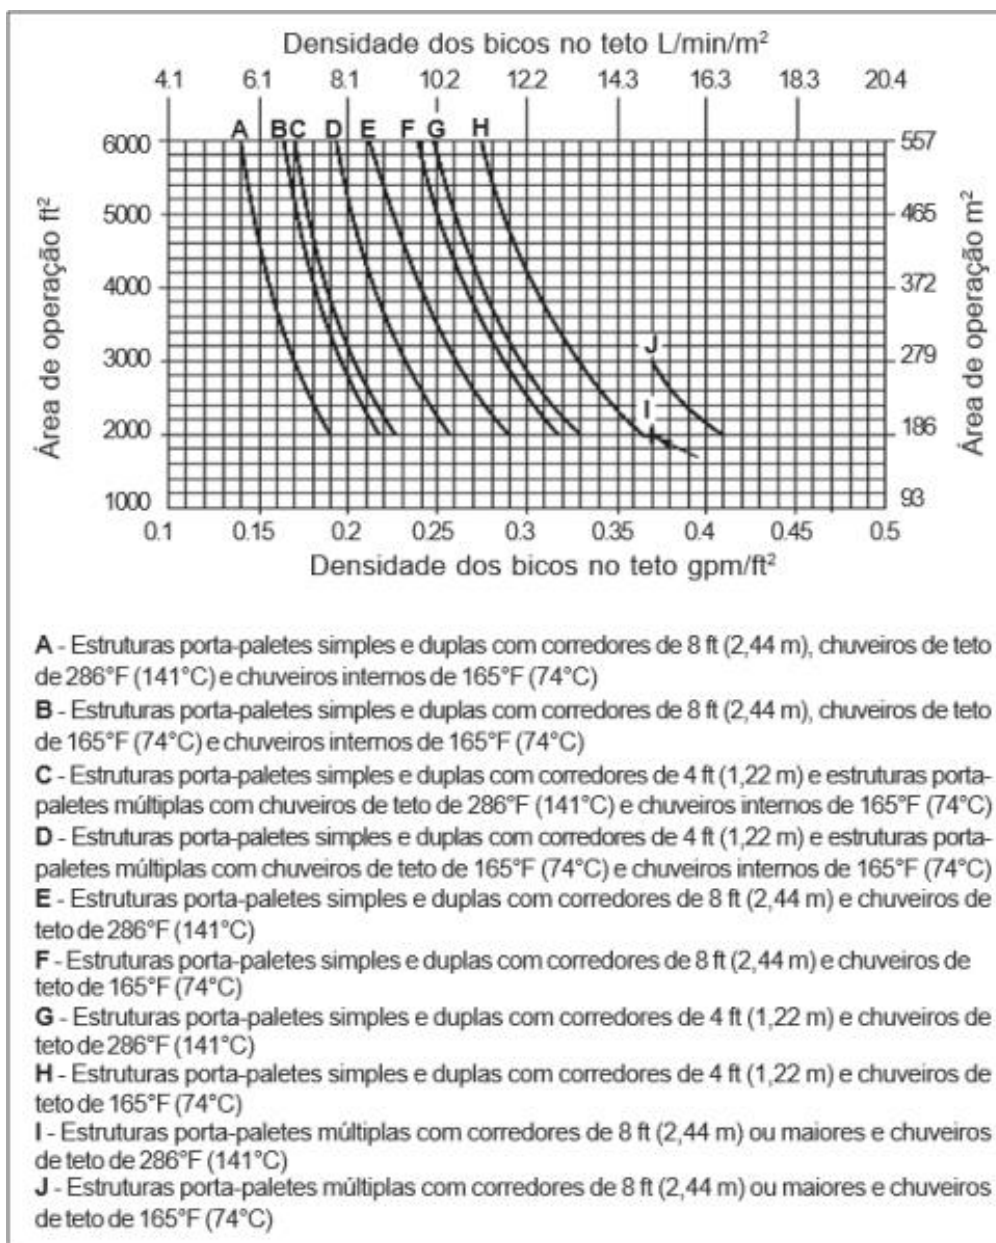 Densidade dos bicos no teto L/min/m²
4.1 6.1 8.1 10.2 12.2 14.3 16.3 18.3 20.4
A B C D E F G H
6000 557
5000 465
4000 372
3000 279
2000 186
1000 93
J
I
Área de operação ft²
Área de operação m²
0.1 0.15 0.2 0.25 0.3 0.35 0.4 0.45 0.5
Densidade dos bicos no teto gpm/ft²
A - Estruturas porta-paletes simples e duplas com corredores de 8 ft (2,44 m), chuveiros de teto
de 286°F (141°C) e chuveiros internos de 165°F (74°C)
B - Estruturas porta-paletes simples e duplas com corredores de 8 ft (2,44 m), chuveiros de teto
de 165°F (74°C) e chuveiros internos de 165°F (74°C)
C - Estruturas porta-paletes simples e duplas com corredores de 4 ft (1,22 m) e estruturas porta-
paletes múltiplas com chuveiros de teto de 286°F (141°C) e chuveiros internos de 165°F (74°C)
D - Estruturas porta-paletes simples e duplas com corredores de 4 ft (1,22 m) e estruturas porta-
paletes múltiplas com chuveiros de teto de 165°F (74°C) e chuveiros internos de 165°F (74°C)
E - Estruturas porta-paletes simples e duplas com corredores de 8 ft (2,44 m) e chuveiros de
teto de 286°F (141°C)
F - Estruturas porta-paletes simples e duplas com corredores de 8 ft (2,44 m) e chuveiros de
teto de 165°F (74°C)
G - Estruturas porta-paletes simples e duplas com corredores de 4 ft (1,22 m) e chuveiros de
teto de 286°F (141°C)
H - Estruturas porta-paletes simples e duplas com corredores de 4 ft (1,22 m) e chuveiros de
teto de 165°F (74°C)
I - Estruturas porta-paletes múltiplas com corredores de 8 ft (2,44 m) ou maiores e chuveiros
de teto de 286°F (141°C)
J - Estruturas porta-paletes múltiplas com corredores de 8 ft (2,44 m) ou maiores e chuveiros
de teto de 165°F (74°C)